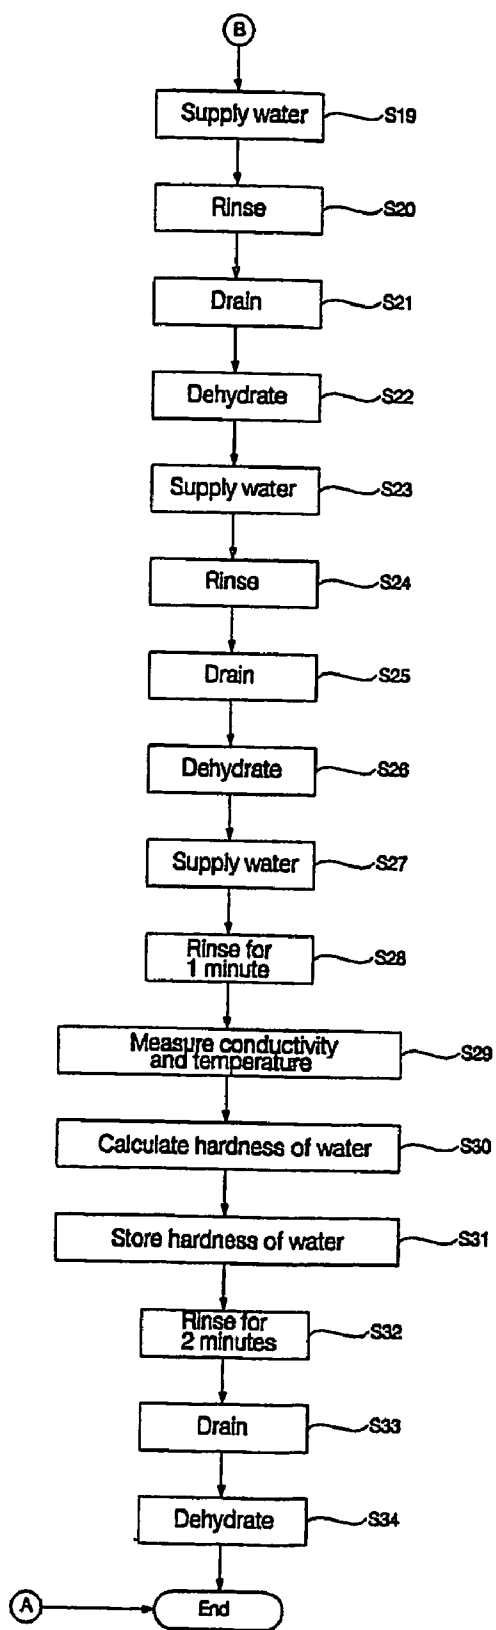 B
Supply water S19
Rinse S20
Drain S21
Dehydrate S22
Supply water S23
Rinse S24
Drain S25
Dehydrate S26
Supply water S27
Rinse for
1 minute S28
Measure conductivity
and temperature S29
Calculate hardness of water S30
Store hardness of water S31
Rinse for
2 minutes S32
Drain S33
Dehydrate S34
A End